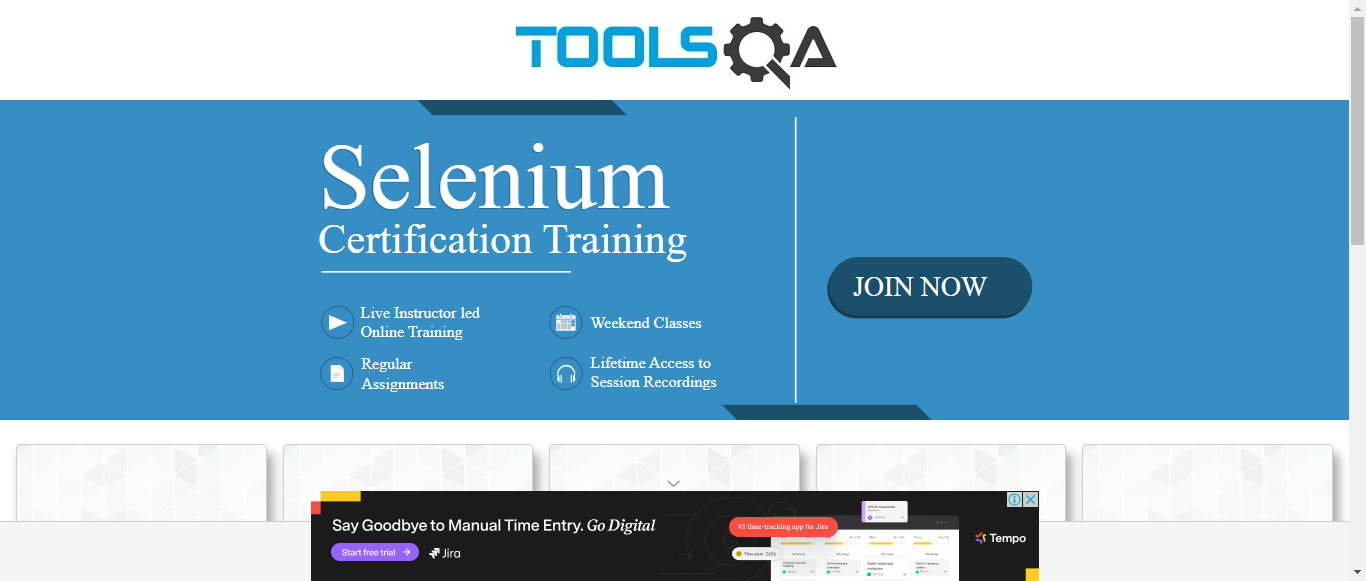 TOOLSQA
Selenium
Certification Training
Live Instructor led
Online Training
Weekend Classes
Regular
Assignments
Lifetime Access to
Session Recordings
JOIN NOW
Say Goodbye to Manual Time Entry. Go Digital
Start free trial
Jira
#1 time-tracking app for Jira
Time spent
Tempo